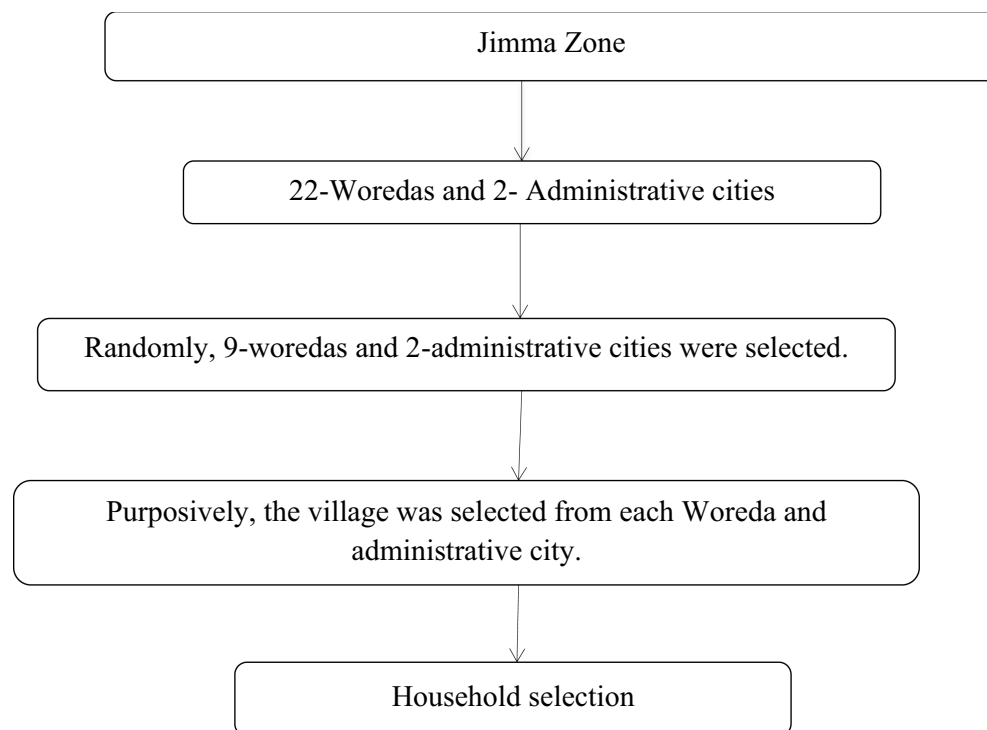 Jimma Zone
22-Woredas and 2- Administrative cities
Randomly, 9-woredas and 2-administrative cities were selected.
Purposively, the village was selected from each Woreda and
administrative city.
Household selection